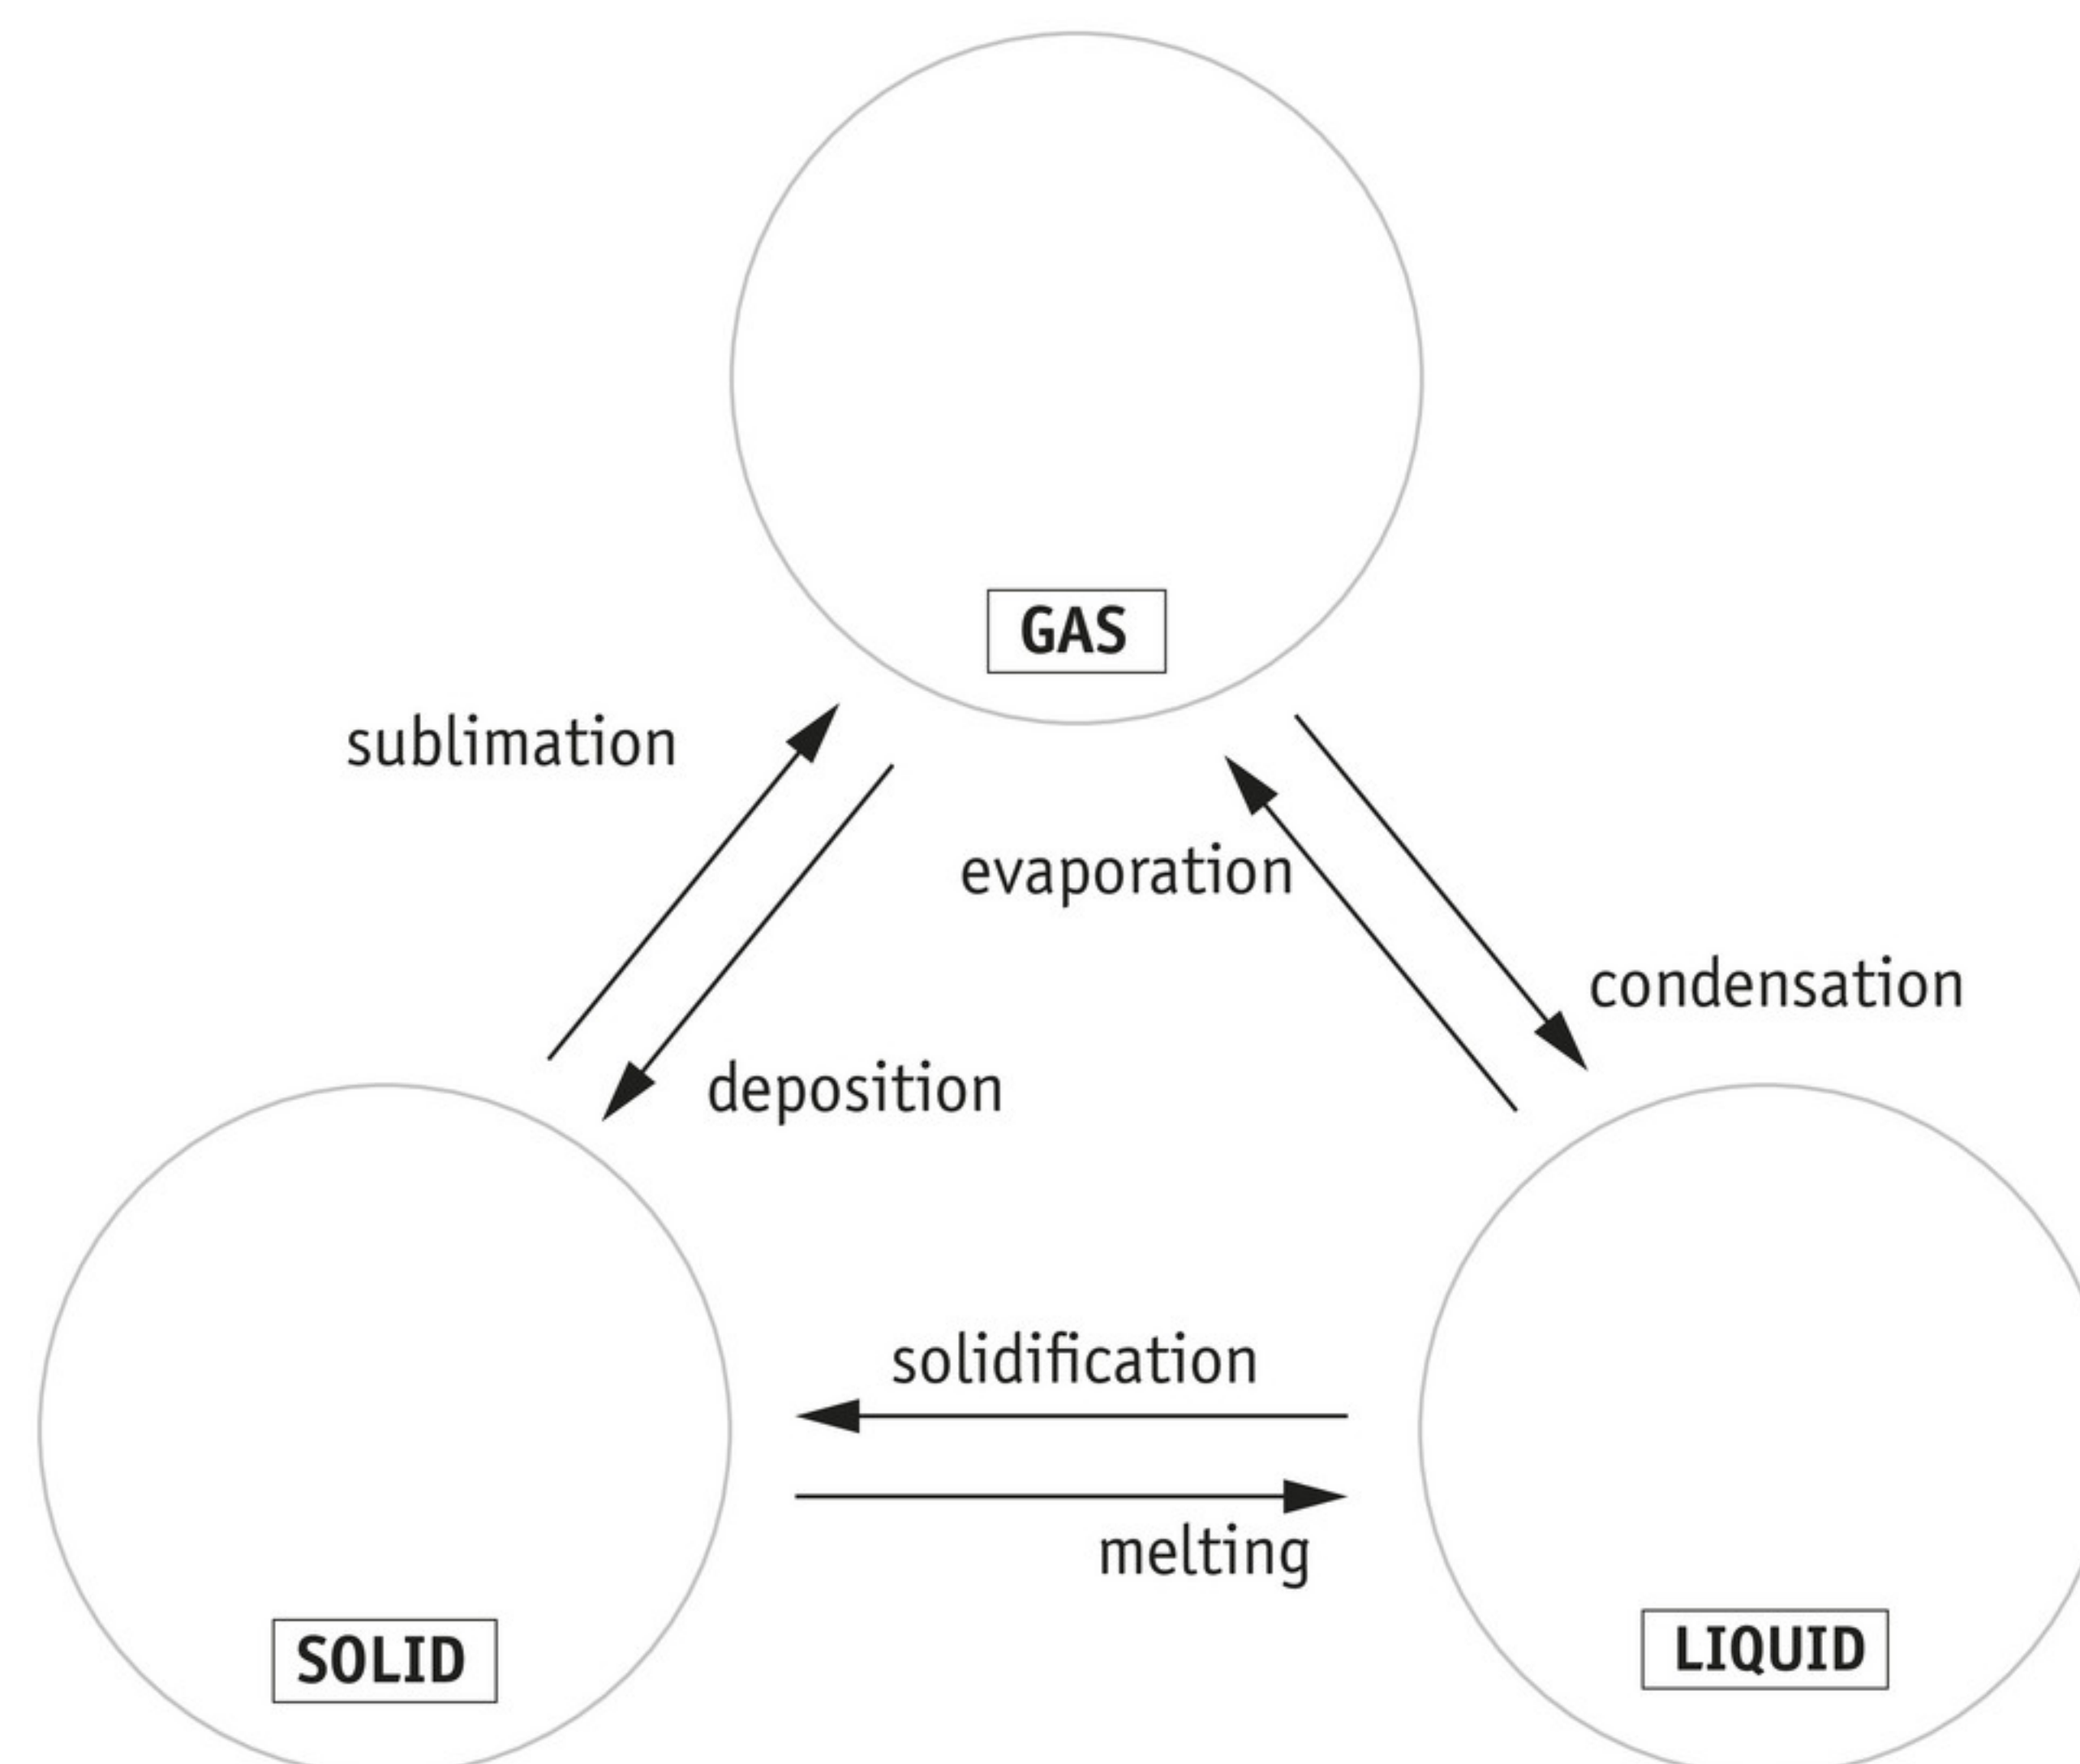 GAS
sublimation
evaporation
condensation
deposition
solidification
melting
SOLID
LIQUID